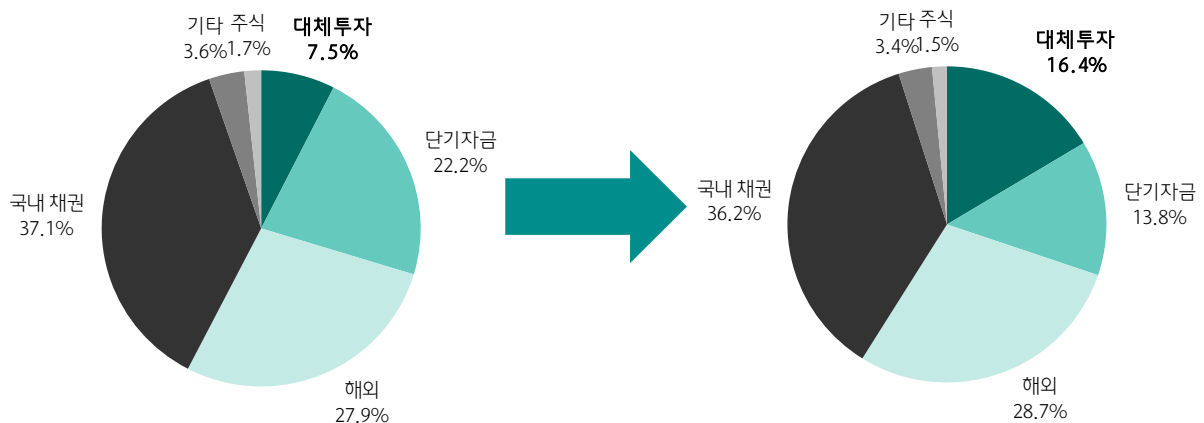 기타
3.6%
주식
1.7%
대체투자
7.5%
단기자금
22.2%
국내 채권
37.1%
해외
27.9%
기타
3.4%
주식
1.5%
대체투자
16.4%
국내 채권
36.2%
단기자금
13.8%
해외
28.7%